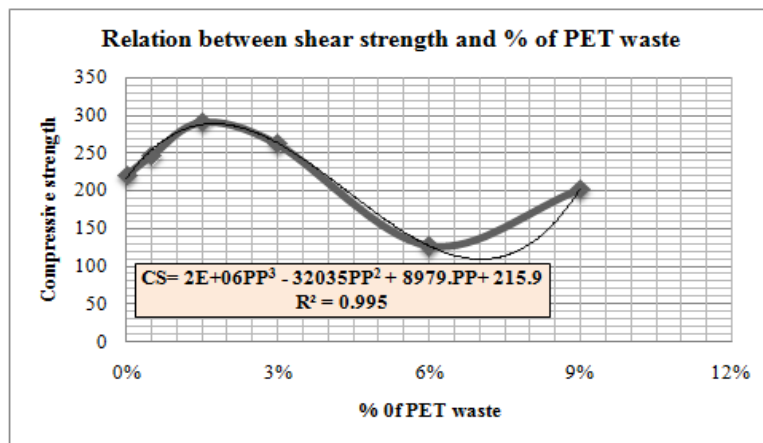 Relation between shear strength and % of PET waste
350
300
250
200
150
100
50
0
Compressive strength
CS= 2E+06PP³ - 32035PP² + 8979.PP+ 215.9
R² = 0.995
0% 3% 6% 9% 12%
% 0f PET waste